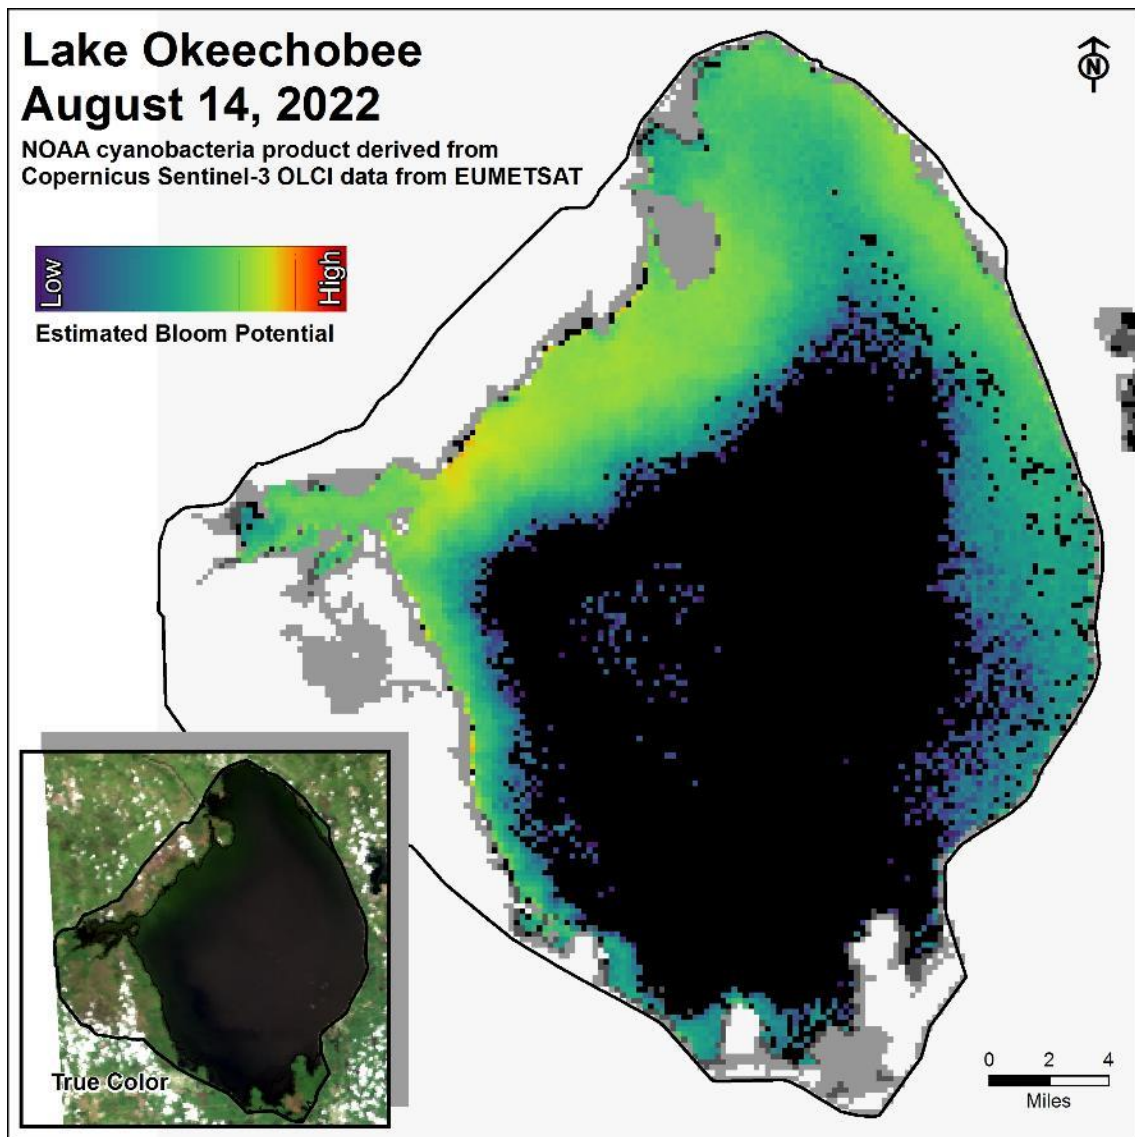 Lake Okeechobee
August 14, 2022
NOAA cyanobacteria product derived from
Copernicus Sentinel-3 OLCI data from EUMETSAT
N
Low
High
Estimated Bloom Potential
True Color
0 2 4
Miles